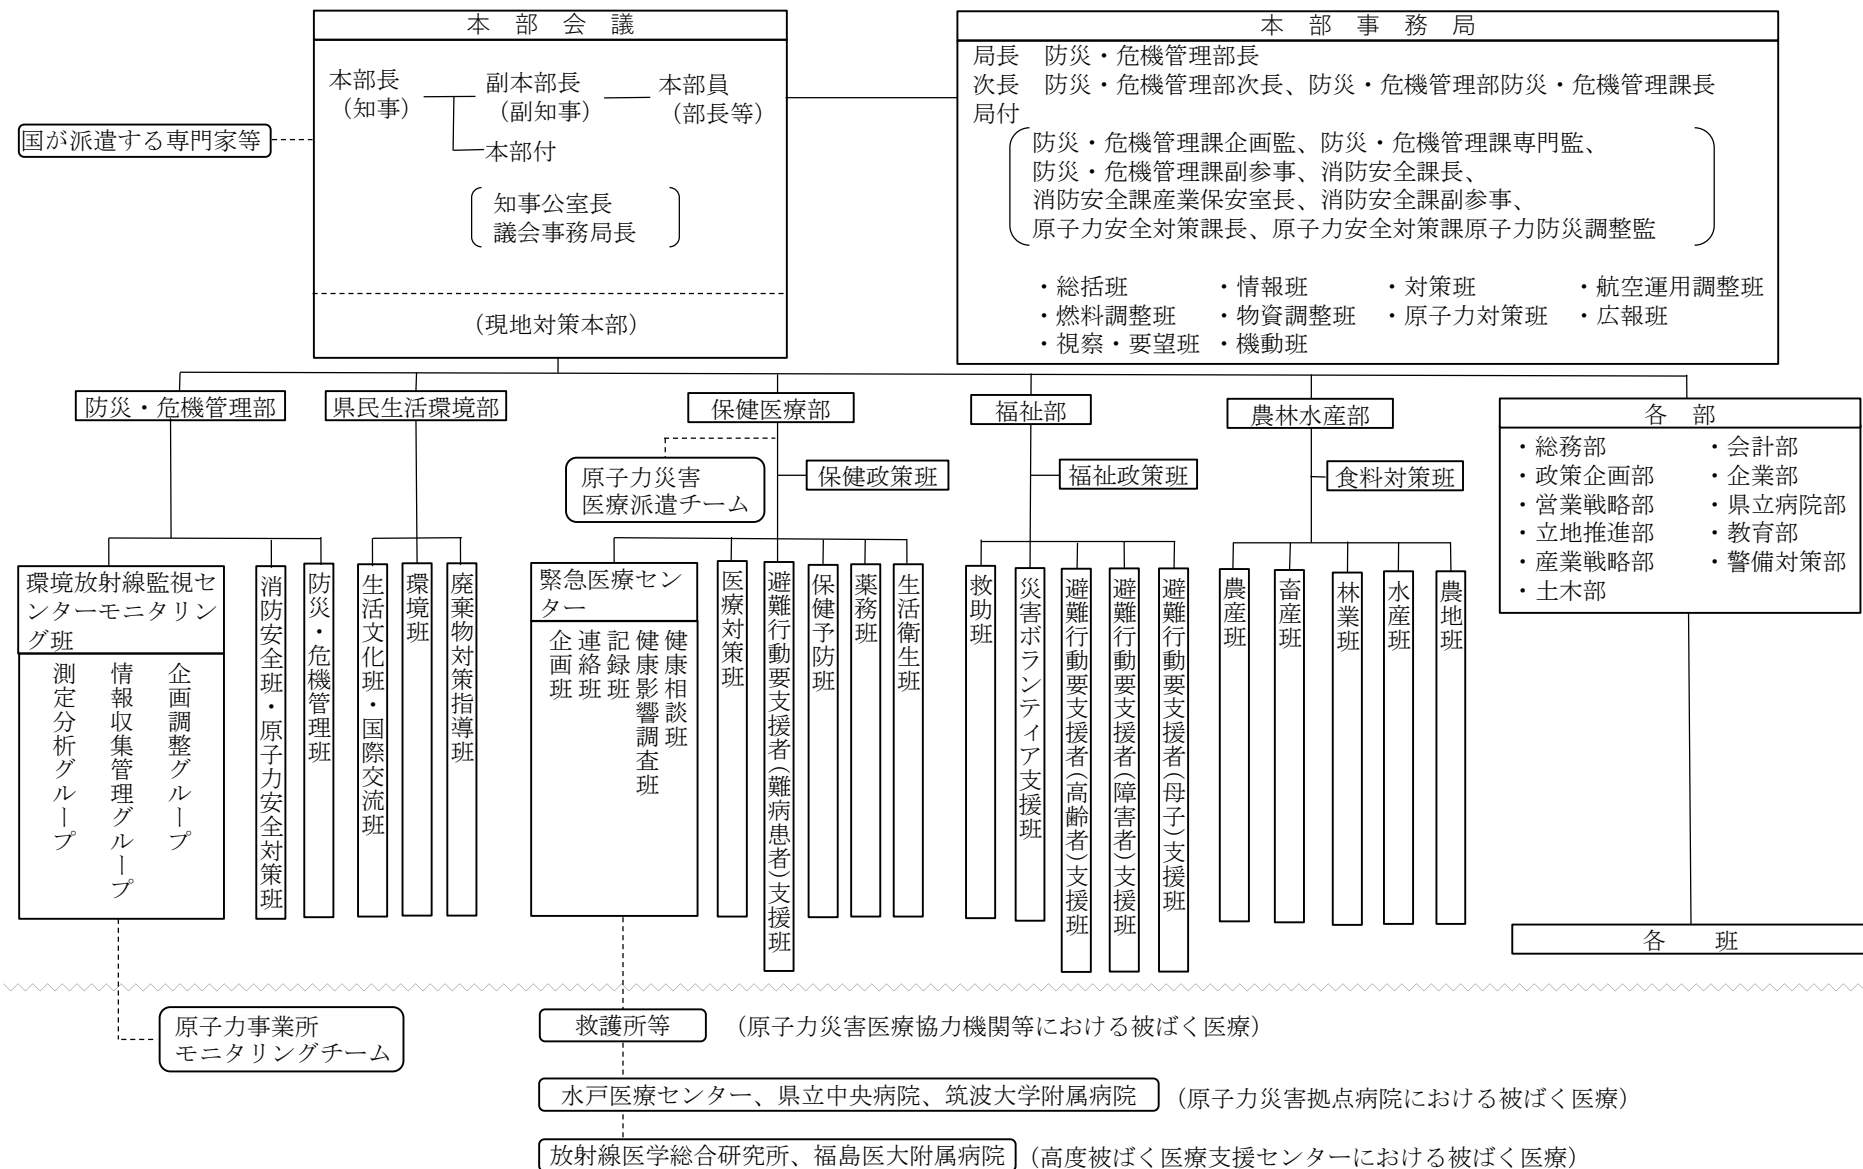 本　部　会　議
本部長
（知事）
副本部長
（副知事）
本部員
（部長等）
本部付
知事公室長
議会事務局長
（現地対策本部）
国が派遣する専門家等
本　部　事　務　局
局長　防災・危機管理部長
次長　防災・危機管理部次長、防災・危機管理部防災・危機管理課長
局付
防災・危機管理課企画監、防災・危機管理課専門監、
防災・危機管理課副参事、消防安全課長、
消防安全課産業保安室長、消防安全課副参事、
原子力安全対策課長、原子力安全対策課原子力防災調整監
・総括班　・情報班　・対策班　・航空運用調整班
・燃料調整班　・物資調整班　・原子力対策班　・広報班
・視察・要望班　・機動班
防災・危機管理部
県民生活環境部
保健医療部
福祉部
農林水産部
各　部
・総務部　・会計部
・政策企画部　・企業部
・営業戦略部　・県立病院部
・立地推進部　・教育部
・産業戦略部　・警備対策部
・土木部
原子力災害
医療派遣チーム
保健政策班
福祉政策班
食料対策班
環境放射線監視セ
ンターモニタリン
グ班
測定分析グループ
情報収集管理グループ
企画調整グループ
消防安全班・原子力安全対策班
防災・危機管理班
生活文化班・国際交流班
環境班
廃棄物対策指導班
緊急医療セン
ター
企画班
連絡班
記録班
健康影響調査班
健康相談班
医療対策班
避難行動要支援者(難病患者)支援班
保健予防班
薬務班
生活衛生班
救助班
災害ボランティア支援班
避難行動要支援者(高齢者)支援班
避難行動要支援者(障害者)支援班
避難行動要支援者(母子)支援班
農産班
畜産班
林業班
水産班
農地班
各　班
原子力事業所
モニタリングチーム
救護所等　（原子力災害医療協力機関等における被ばく医療）
水戸医療センター、県立中央病院、筑波大学附属病院　（原子力災害拠点病院における被ばく医療）
放射線医学総合研究所、福島医大附属病院　（高度被ばく医療支援センターにおける被ばく医療）